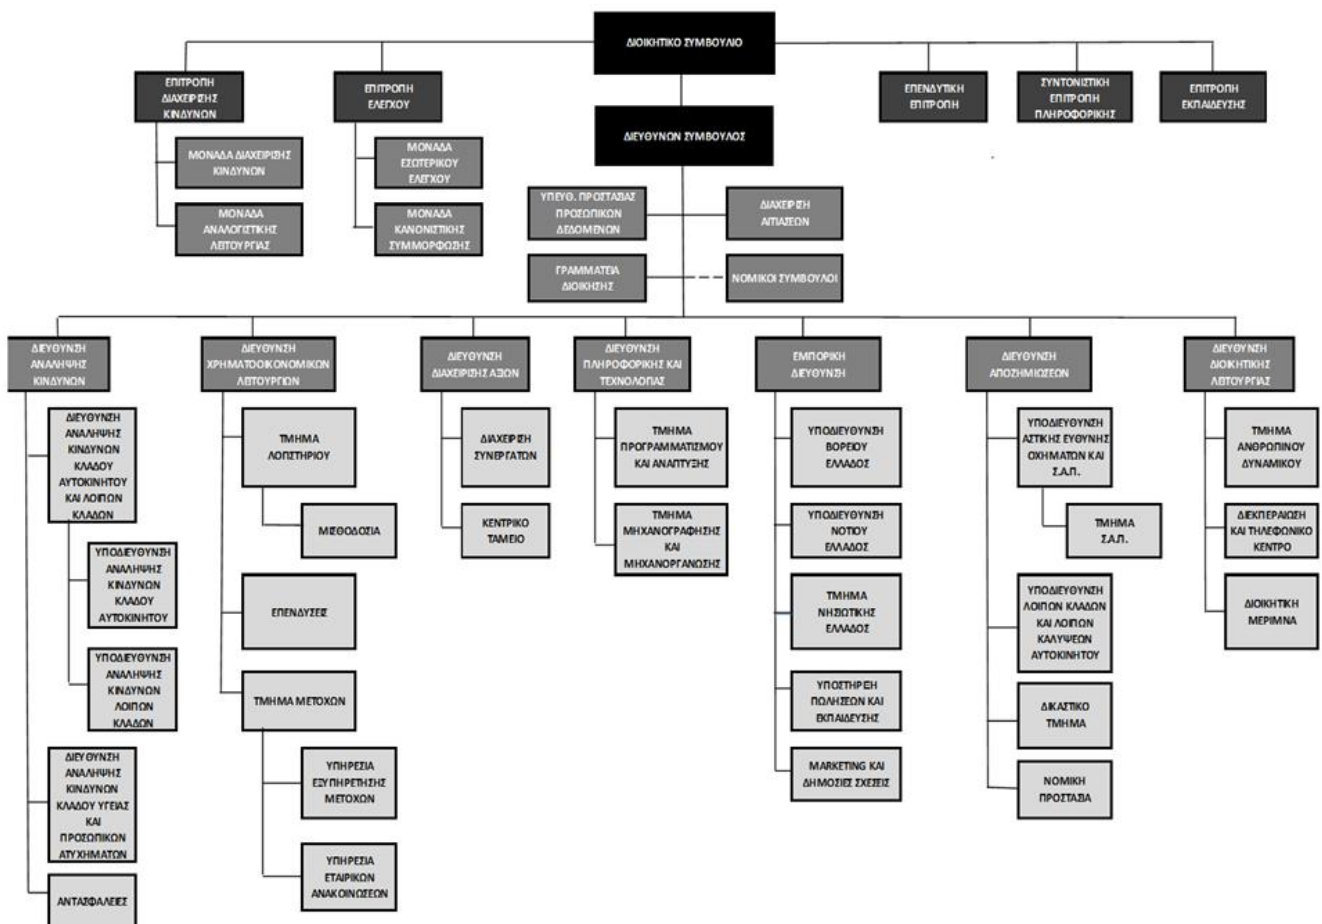 ΔΙΟΙΚΗΤΙΚΟ ΣΥΜΒΟΥΛΙΟ
ΕΠΙΤΡΟΠΗ
ΔΙΑΧΕΙΡΙΣΗΣ
ΚΙΝΔΥΝΩΝ
ΕΠΙΤΡΟΠΗ
ΕΛΕΓΧΟΥ
ΕΠΕΝΔΥΤΙΚΗ
ΕΠΙΤΡΟΠΗ
ΣΥΝΤΟΝΙΣΤΙΚΗ
ΕΠΙΤΡΟΠΗ
ΠΛΗΡΟΦΟΡΙΚΗΣ
ΕΠΙΤΡΟΠΗ
ΕΚΠΑΙΔΕΥΣΗΣ
ΔΙΕΥΘΥΝΩΝ ΣΥΜΒΟΥΛΟΣ
ΜΟΝΑΔΑ ΔΙΑΧΕΙΡΙΣΗΣ
ΚΙΝΔΥΝΩΝ
ΜΟΝΑΔΑ
ΕΣΩΤΕΡΙΚΟΥ
ΕΛΕΓΧΟΥ
ΜΟΝΑΔΑ
ΑΝΑΛΟΓΙΣΤΙΚΗΣ
ΛΕΙΤΟΥΡΓΙΑΣ
ΜΟΝΑΔΑ
ΚΑΝΟΝΙΣΤΙΚΗΣ
ΣΥΜΜΟΡΦΩΣΗΣ
ΥΠΕΥΘ. ΠΡΟΣΤΑΣΙΑΣ
ΠΡΟΣΩΠΙΚΩΝ
ΔΕΔΟΜΕΝΩΝ
ΔΙΑΧΕΙΡΙΣΗ
ΑΙΤΙΑΣΕΩΝ
ΓΡΑΜΜΑΤΕΙΑ
ΔΙΟΙΚΗΣΗΣ
ΝΟΜΙΚΟΙ ΣΥΜΒΟΥΛΟΙ
ΔΙΕΥΘΥΝΣΗ
ΑΝΑΛΗΨΗΣ
ΚΙΝΔΥΝΩΝ
ΔΙΕΥΘΥΝΣΗ
ΧΡΗΜΑΤΟΟΙΚΟΝΟΜΙΚΩΝ
ΛΕΙΤΟΥΡΓΙΩΝ
ΔΙΕΥΘΥΝΣΗ
ΔΙΑΧΕΙΡΙΣΗΣ ΑΞΙΩΝ
ΔΙΕΥΘΥΝΣΗ
ΠΛΗΡΟΦΟΡΙΚΗΣ ΚΑΙ
ΤΕΧΝΟΛΟΓΙΑΣ
ΕΜΠΟΡΙΚΗ
ΔΙΕΥΘΥΝΣΗ
ΔΙΕΥΘΥΝΣΗ
ΑΠΟΖΗΜΙΩΣΕΩΝ
ΔΙΕΥΘΥΝΣΗ
ΔΙΟΙΚΗΤΙΚΗΣ
ΛΕΙΤΟΥΡΓΙΑΣ
ΔΙΕΥΘΥΝΣΗ
ΑΝΑΛΗΨΗΣ
ΚΙΝΔΥΝΩΝ
ΚΛΑΔΟΥ
ΑΥΤΟΚΙΝΗΤΟΥ
ΚΑΙ ΛΟΙΠΩΝ
ΚΛΑΔΩΝ
ΥΠΟΔΙΕΥΘΥΝΣΗ
ΑΝΑΛΗΨΗΣ
ΚΙΝΔΥΝΩΝ
ΚΛΑΔΟΥ
ΑΥΤΟΚΙΝΗΤΟΥ
ΥΠΟΔΙΕΥΘΥΝΣΗ
ΑΝΑΛΗΨΗΣ
ΚΙΝΔΥΝΩΝ
ΛΟΙΠΩΝ
ΚΛΑΔΩΝ
ΔΙΕΥΘΥΝΣΗ
ΑΝΑΛΗΨΗΣ
ΚΙΝΔΥΝΩΝ
ΚΛΑΔΟΥ ΥΓΕΙΑΣ
ΚΑΙ
ΠΡΟΣΩΠΙΚΩΝ
ΑΤΥΧΗΜΑΤΩΝ
ΑΝΤΑΣΦΑΛΕΙΕΣ
ΤΜΗΜΑ
ΛΟΓΙΣΤΗΡΙΟΥ
ΜΙΣΘΟΔΟΣΙΑ
ΕΠΕΝΔΥΣΕΙΣ
ΤΜΗΜΑ ΜΕΤΟΧΩΝ
ΥΠΗΡΕΣΙΑ
ΕΞΥΠΗΡΕΤΗΣΗΣ
ΜΕΤΟΧΩΝ
ΥΠΗΡΕΣΙΑ
ΕΤΑΙΡΙΚΩΝ
ΑΝΑΚΟΙΝΩΣΕΩΝ
ΔΙΑΧΕΙΡΙΣΗ
ΣΥΝΕΡΓΑΤΩΝ
ΚΕΝΤΡΙΚΟ
ΤΑΜΕΙΟ
ΤΜΗΜΑ
ΠΡΟΓΡΑΜΜΑΤΙΣΜΟΥ
ΚΑΙ ΑΝΑΠΤΥΞΗΣ
ΤΜΗΜΑ
ΜΗΧΑΝΟΓΡΑΦΗΣΗΣ
ΚΑΙ
ΜΗΧΑΝΟΡΓΑΝΩΣΗΣ
ΥΠΟΔΙΕΥΘΥΝΣΗ
ΒΟΡΕΙΟΥ
ΕΛΛΑΔΟΣ
ΥΠΟΔΙΕΥΘΥΝΣΗ
ΝΟΤΙΟΥ
ΕΛΛΑΔΟΣ
ΤΜΗΜΑ
ΝΗΣΙΩΤΙΚΗΣ
ΕΛΛΑΔΟΣ
ΥΠΟΣΤΗΡΙΞΗ
ΠΩΛΗΣΕΩΝ ΚΑΙ
ΕΚΠΑΙΔΕΥΣΗΣ
MARKETING ΚΑΙ
ΔΗΜΟΣΙΕΣ ΣΧΕΣΕΙΣ
ΥΠΟΔΙΕΥΘΥΝΣΗ
ΑΣΤΙΚΗΣ ΕΥΘΥΝΗΣ
ΟΧΗΜΑΤΩΝ ΚΑΙ
Σ.Α.Π.
ΤΜΗΜΑ
Σ.Α.Π.
ΥΠΟΔΙΕΥΘΥΝΣΗ
ΛΟΙΠΩΝ ΚΛΑΔΩΝ
ΚΑΙ ΛΟΙΠΩΝ
ΚΑΛΥΨΕΩΝ
ΑΥΤΟΚΙΝΗΤΟΥ
ΔΙΚΑΣΤΙΚΟ
ΤΜΗΜΑ
ΝΟΜΙΚΗ
ΠΡΟΣΤΑΣΙΑ
ΤΜΗΜΑ
ΑΝΘΡΩΠΙΝΟΥ
ΔΥΝΑΜΙΚΟΥ
ΔΙΕΚΠΕΡΑΙΩΣΗ
ΚΑΙ ΤΗΛΕΦΩΝΙΚΟ
ΚΕΝΤΡΟ
ΔΙΟΙΚΗΤΙΚΗ
ΜΕΡΙΜΝΑ